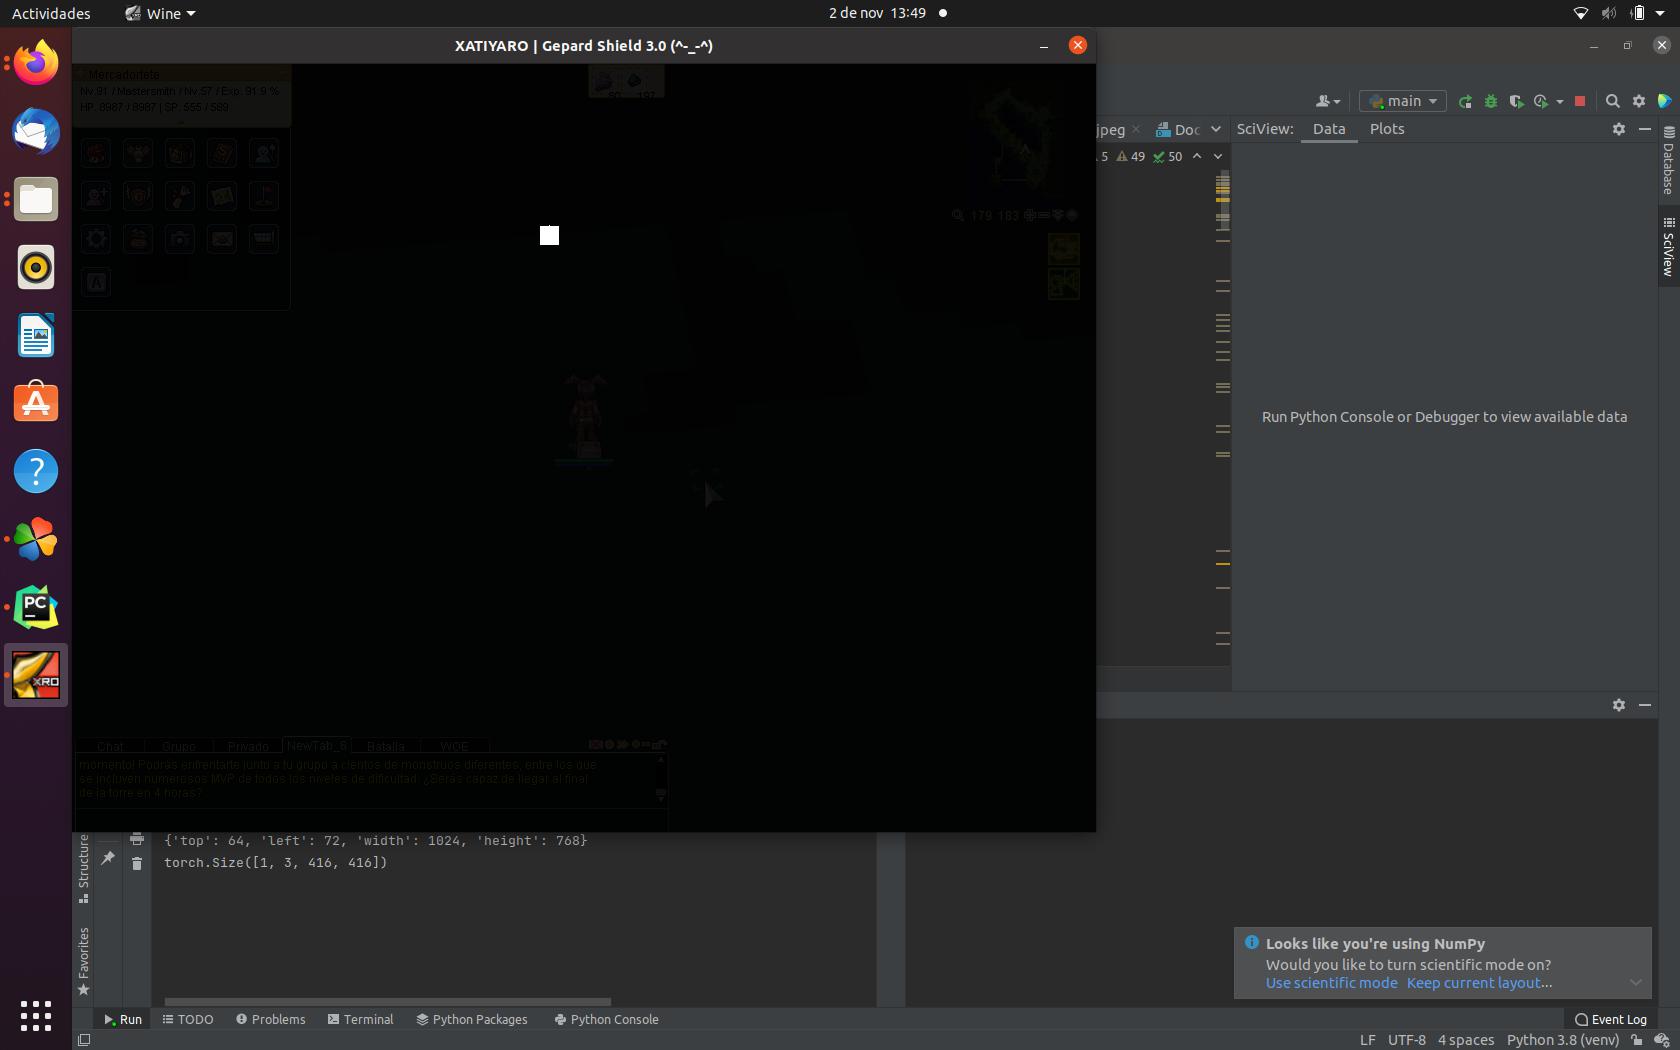 Actividades
Wine
2 de nov 13:49
XATIYARO | Gepard Shield 3.0 (^-_-^)
Mercadortete
Nv.91 / Mastersmith / Nv.57 / Exp. 91.9 %
HP. 8987 / 8987 | SP. 555 / 589
50 197
179 183
main
jpeg
Doc
SciView: Data Plots
5 49 50
Database
SciView
Run Python Console or Debugger to view available data
PC
XRO
Chat Grupo Privado NewTab_6 Batalla WOE
momento! Podrás enfrentarte junto a tu grupo a cientos de monstruos diferentes, entre los que
se incluyen numerosos MVP de todos los niveles de dificultad. ¿Serás capaz de llegar al final
de la torre en 4 horas?
{'top': 64, 'left': 72, 'width': 1024, 'height': 768}
torch.Size([1, 3, 416, 416])
Structure
Favorites
Looks like you're using NumPy
Would you like to turn scientific mode on?
Use scientific mode Keep current layout...
Run TODO Problems Terminal Python Packages Python Console
Event Log
LF UTF-8 4 spaces Python 3.8 (venv)